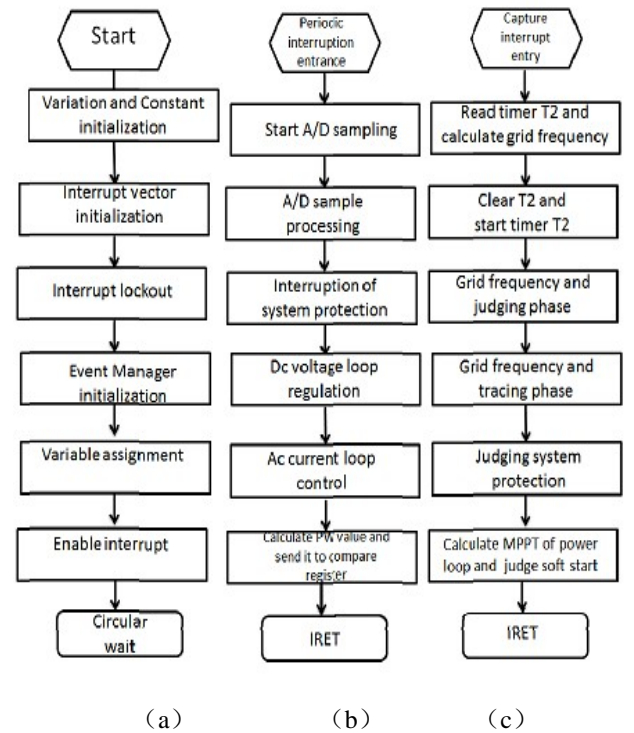 Start
Variation and Constant
initialization
Interrupt vector
initialization
Interrupt lockout
Event Manager
initialization
Variable assignment
Enable interrupt
Circular
wait
(a)
Periodic
interruption
entrance
Start A/D sampling
A/D sample
processing
Interruption of
system protection
Dc voltage loop
regulation
Ac current loop
control
Calculate PW value and
send it to compare
register
IRET
(b)
Capture
interrupt
entry
Read timer T2 and
calculate grid frequency
Clear T2 and
start timer T2
Grid frequency and
judging phase
Grid frequency and
tracing phase
Judging system
protection
Calculate MPPT of power
loop and judge soft start
IRET
(c)